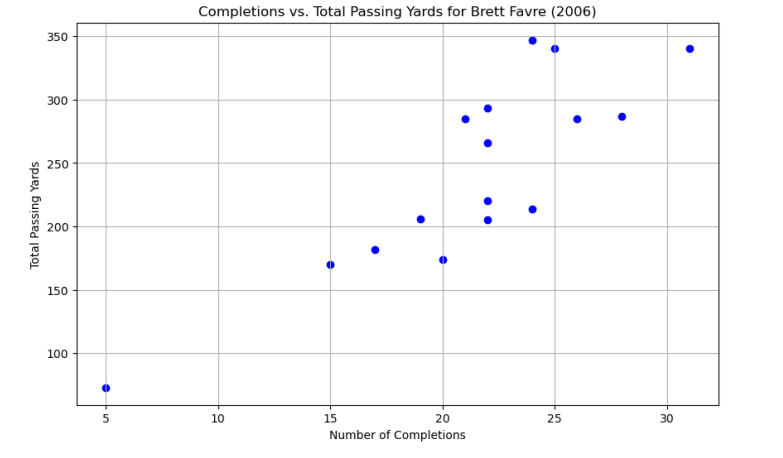 Completions vs. Total Passing Yards for Brett Favre (2006)
350
300
250
200
150
100
Total Passing Yards
5 10 15 20 25 30
Number of Completions